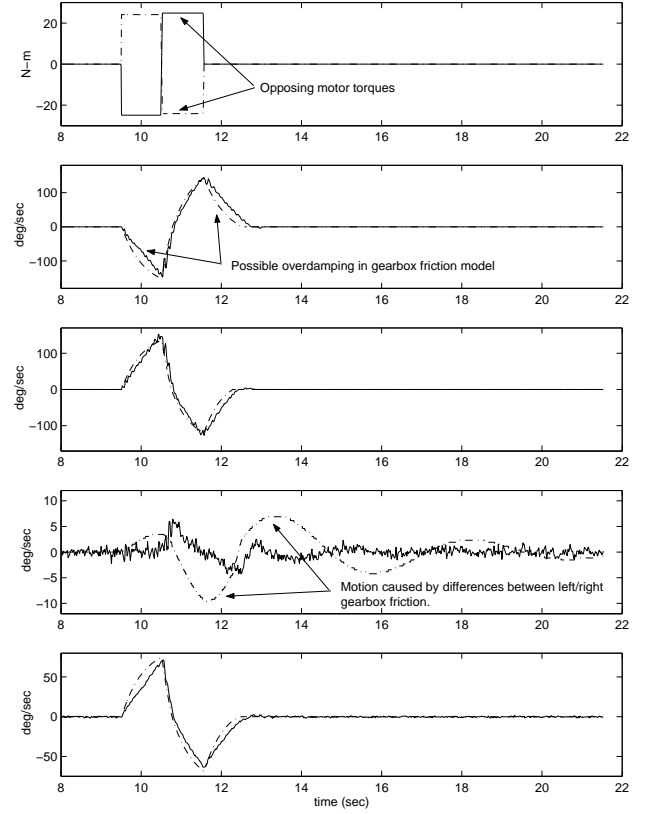 20
0
−20
N−m
Opposing motor torques
8 10 12 14 16 18 20 22
100
0
−100
deg/sec
Possible overdamping in gearbox friction model
8 10 12 14 16 18 20 22
100
0
−100
deg/sec
8 10 12 14 16 18 20 22
10
5
0
−5
−10
deg/sec
Motion caused by differences between left/right
gearbox friction.
8 10 12 14 16 18 20 22
50
0
−50
deg/sec
8 10 12 14 16 18 20 22
time (sec)